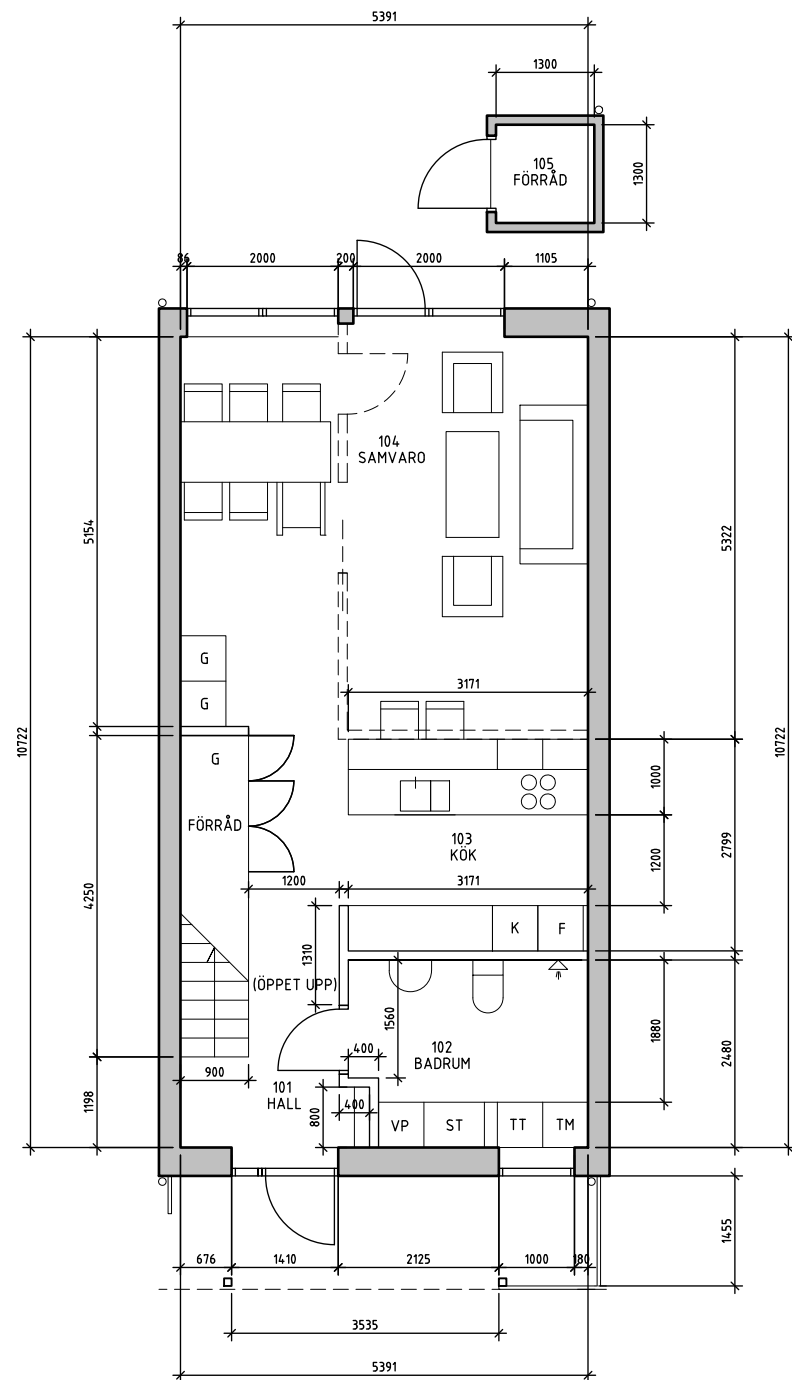 5391
1300
105
FÖRRÅD
1300
86
2000
200
2000
1105
104
SAMVARO
5154
5322
G
G
3171
10722
10722
G
1000
FÖRRÅD
103
KÖK
2799
1200
1200
3171
4250
K
F
1310
(ÖPPET UPP)
1560
102
BADRUM
400
1880
2480
900
101
HALL
400
800
1198
VP
ST
TT
TM
1455
676
1410
2125
1000
180
3535
5391